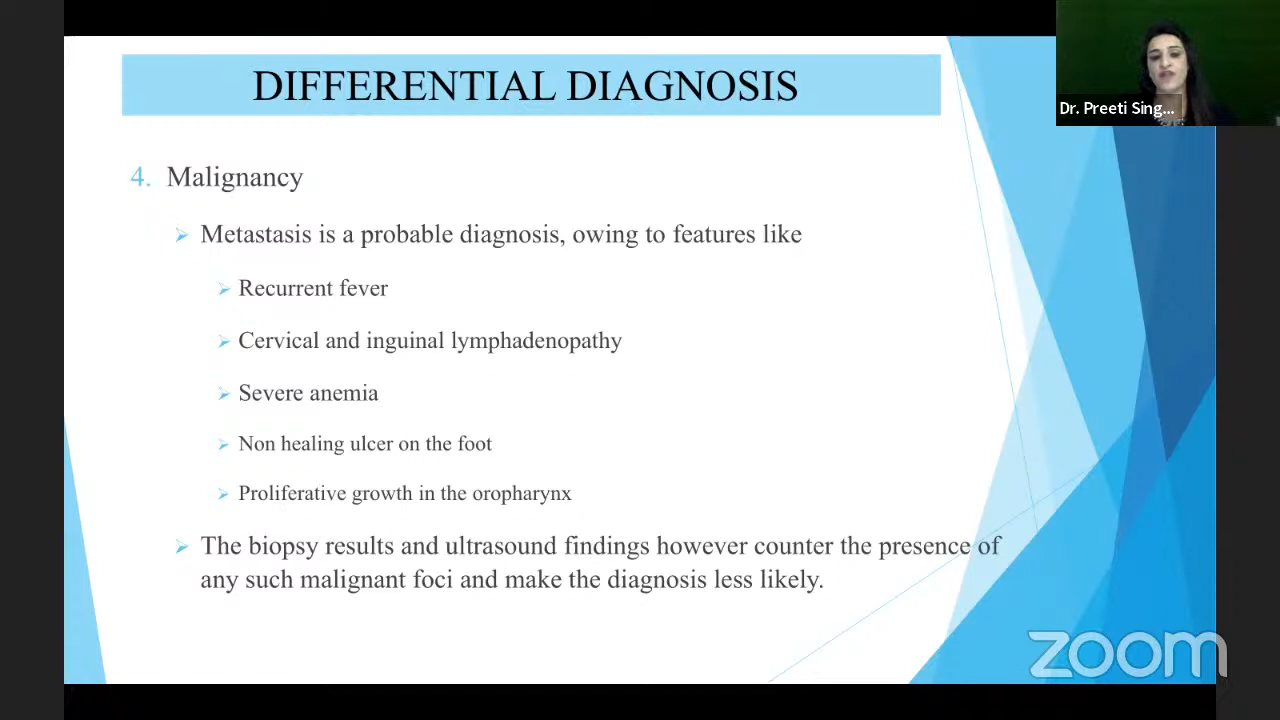 DIFFERENTIAL DIAGNOSIS
Dr. Preeti Sing...
4. Malignancy
Metastasis is a probable diagnosis, owing to features like
Recurrent fever
Cervical and inguinal lymphadenopathy
Severe anemia
Non healing ulcer on the foot
Proliferative growth in the oropharynx
The biopsy results and ultrasound findings however counter the presence of
any such malignant foci and make the diagnosis less likely.
zoom